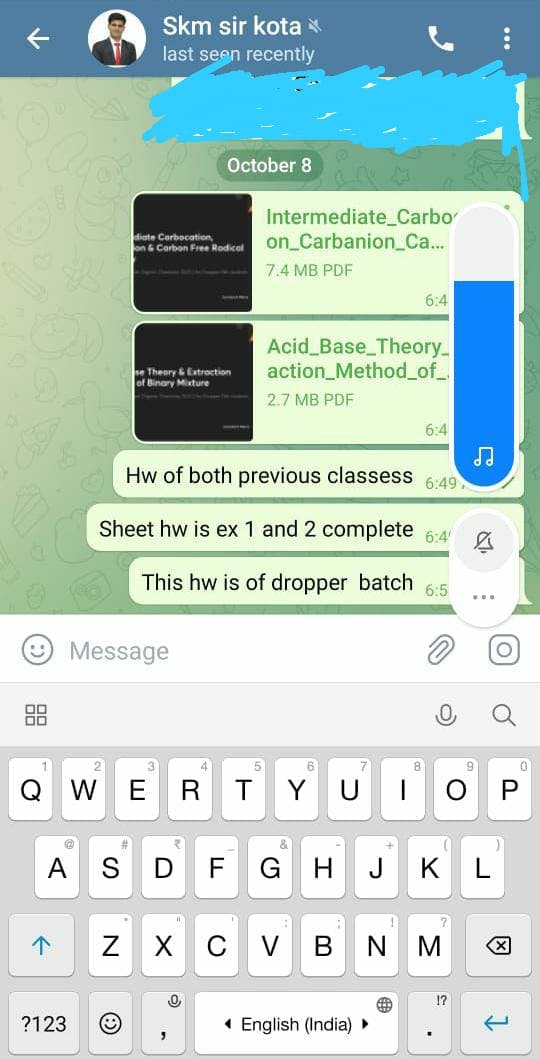 Skm sir kota
last seen recently
October 8
diate Carbocation,
on & Carbon Free Radical
Intermediate_Carbo
on_Carbanion_Ca...
7.4 MB PDF
6:4
se Theory & Extraction
of Binary Mixture
Acid_Base_Theory_
action_Method_of_
2.7 MB PDF
6:4
Hw of both previous classess 6:49
Sheet hw is ex 1 and 2 complete 6:4
This hw is of dropper batch 6:5
Message
1 2 3 4 5 6 7 8 9 0
Q W E R T Y U I O P
@ # ₹ _ & - + ( )
A S D F G H J K L
* " ' : ; ! ?
Z X C V B N M
!?
?123 , English (India) .